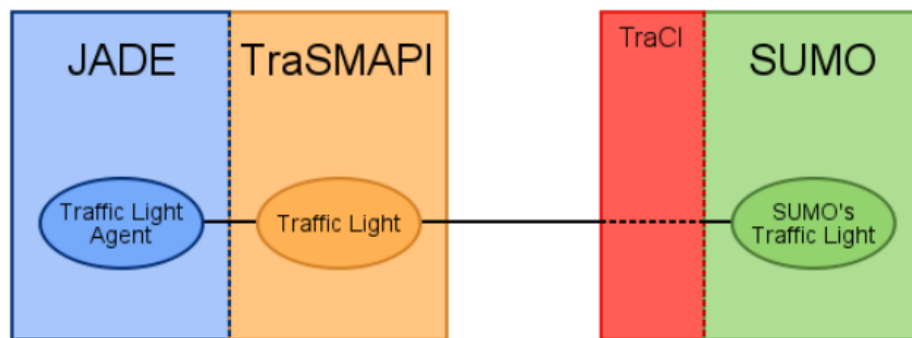 JADE
TraSMAPI
TraCI
SUMO
Traffic Light
Agent
Traffic Light
SUMO's
Traffic Light